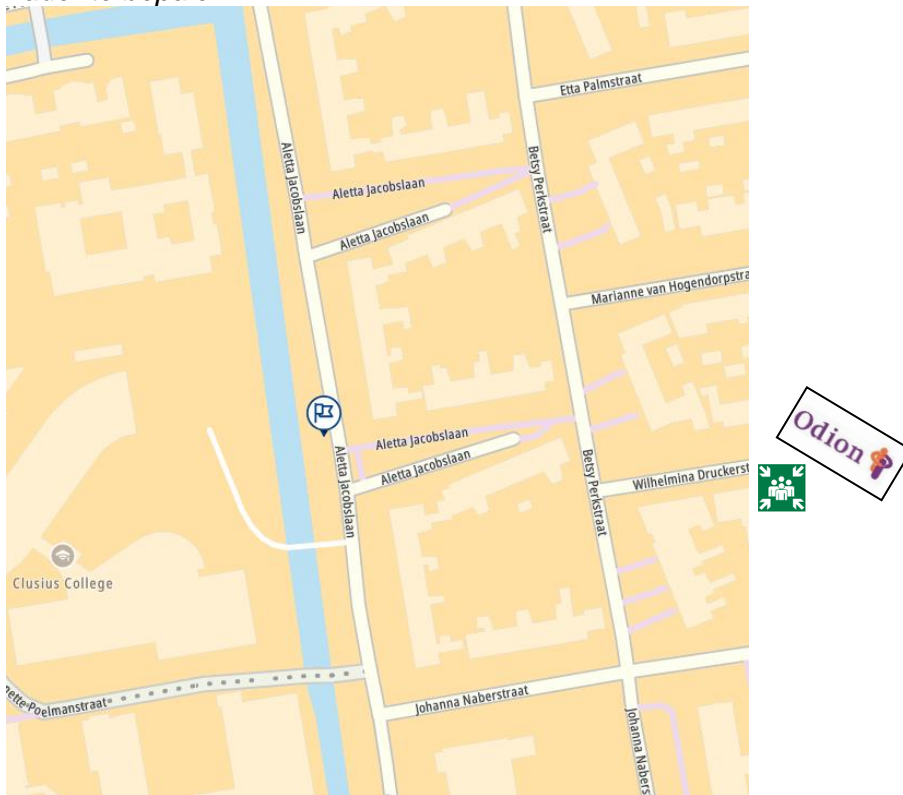 Etta Palmstraat
Aletta Jacobslaan
Aletta Jacobslaan
Betsy Perkstraat
Aletta Jacobslaan
Marianne van Hogendorpstra
Odion
Aletta Jacobslaan
Aletta Jacobslaan
Aletta Jacobslaan
Betsy Perkstraat
Wilhelmina Druckerst
Clusius College
nette Poelmanstraat
Johanna Naberstraat
Johanna Nabers